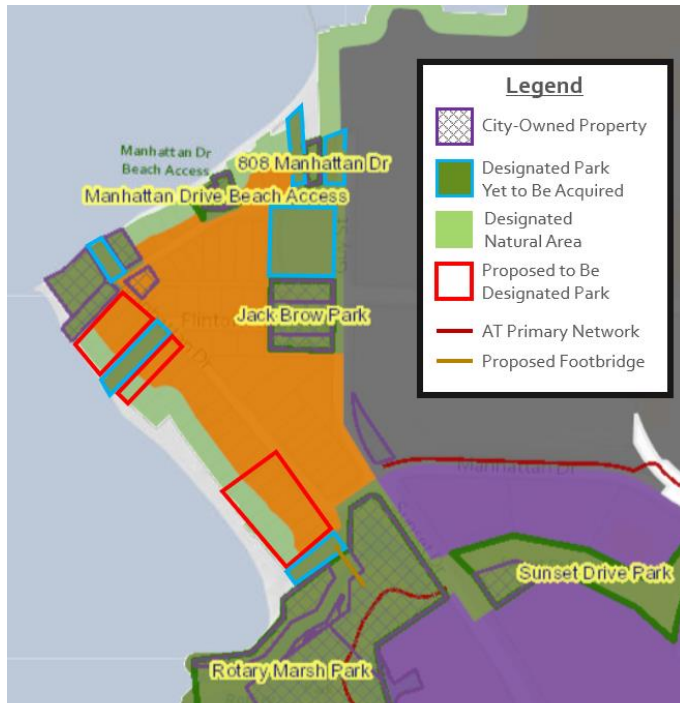 Legend
City-Owned Property
Designated Park
Yet to Be Acquired
Designated
Natural Area
Proposed to Be
Designated Park
AT Primary Network
Proposed Footbridge
Manhattan Dr
Beach Access
808 Manhattan Dr
Manhattan Drive Beach Access
Jack Brow Park
Manhattan Dr
Sunset Drive Park
Rotary Marsh Park